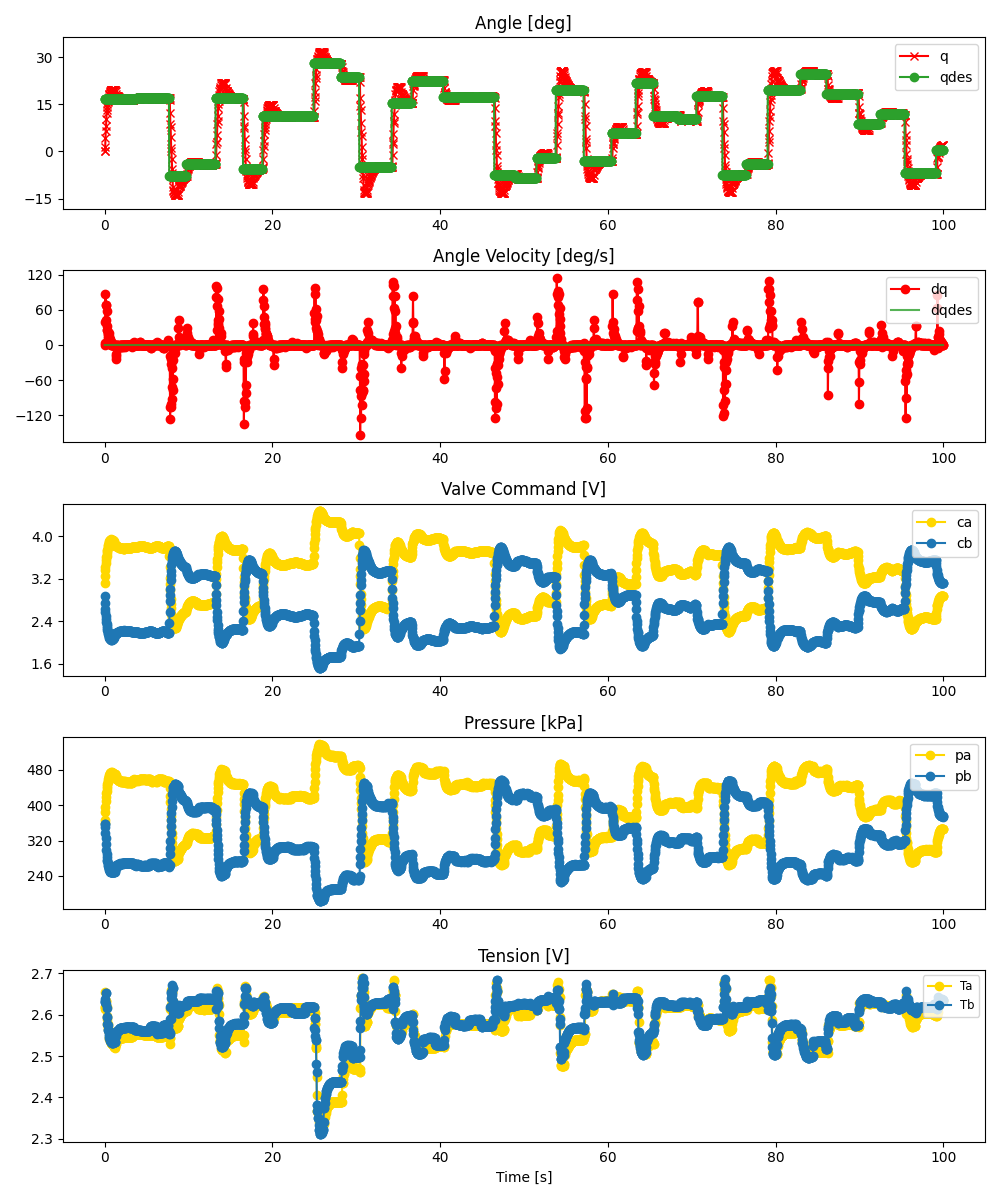 Angle [deg]
30
15
0
−15
q
qdes
0 20 40 60 80 100
Angle Velocity [deg/s]
120
60
0
−60
−120
dq
dqdes
0 20 40 60 80 100
Valve Command [V]
4.0
3.2
2.4
1.6
ca
cb
0 20 40 60 80 100
Pressure [kPa]
480
400
320
240
pa
pb
0 20 40 60 80 100
Tension [V]
2.7
2.6
2.5
2.4
2.3
Ta
Tb
0 20 40 60 80 100
Time [s]